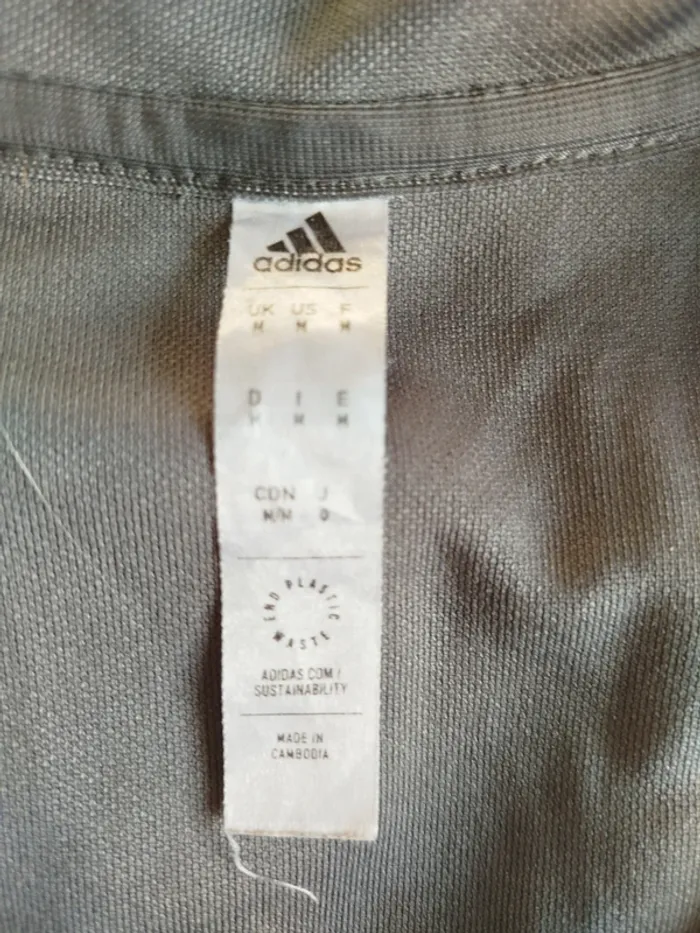 adidas
UK US F
M M M
D I E
M M M
CDN J
M/M O
END PLASTIC WASTE
ADIDAS.COM/
SUSTAINABILITY
MADE IN
CAMBODIA